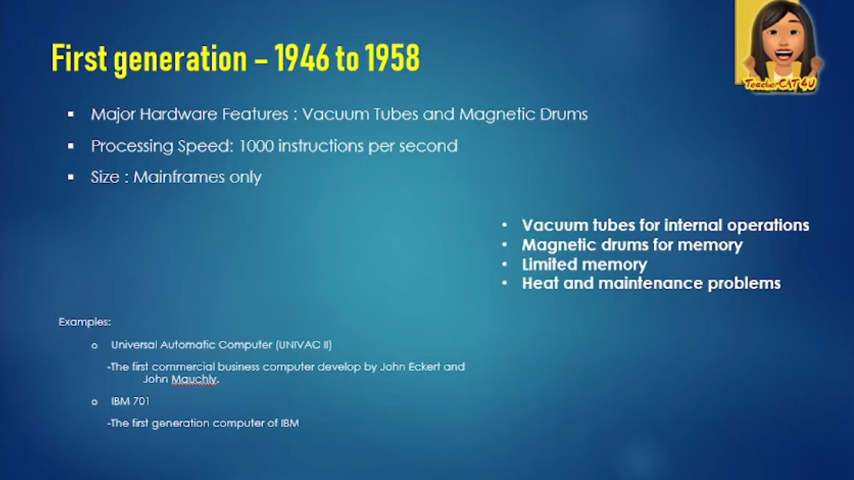 First generation – 1946 to 1958
TeacherCAT4U
▪ Major Hardware Features : Vacuum Tubes and Magnetic Drums
▪ Processing Speed: 1000 instructions per second
▪ Size : Mainframes only
• Vacuum tubes for internal operations
• Magnetic drums for memory
• Limited memory
• Heat and maintenance problems
Examples:
o Universal Automatic Computer (UNIVAC II)
-The first commercial business computer develop by John Eckert and
John Mauchly.
o IBM 701
-The first generation computer of IBM